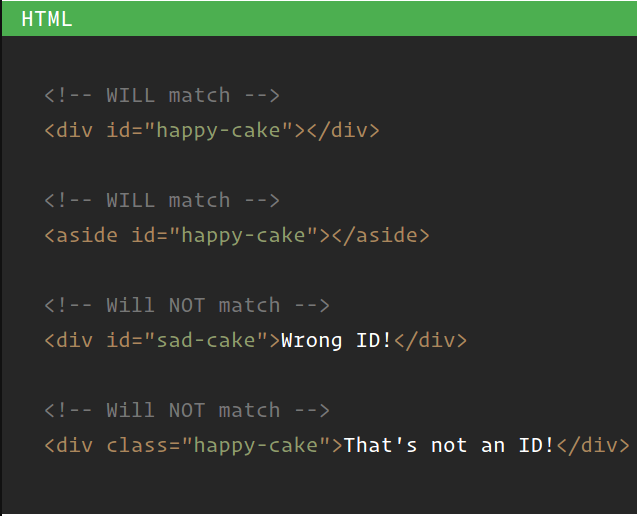 HTML
<!-- WILL match -->
<div id="happy-cake"></div>
<!-- WILL match -->
<aside id="happy-cake"></aside>
<!-- Will NOT match -->
<div id="sad-cake">Wrong ID!</div>
<!-- Will NOT match -->
<div class="happy-cake">That's not an ID!</div>